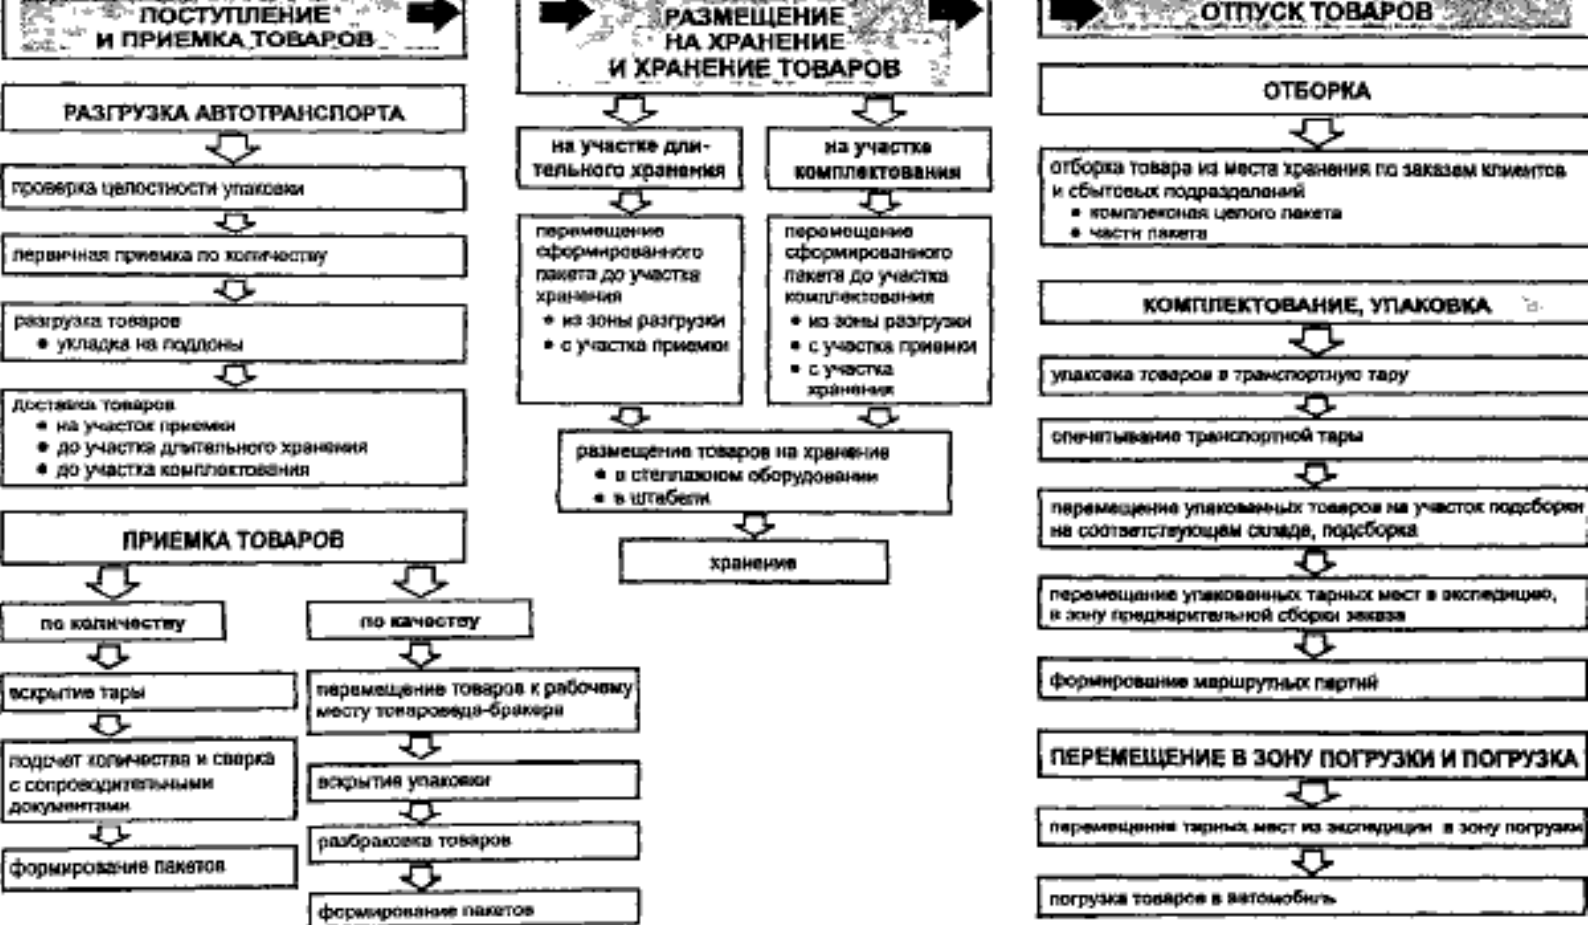 ПОСТУПЛЕНИЕ
И ПРИЕМКА ТОВАРОВ
РАЗГРУЗКА АВТОТРАНСПОРТА
проверка целостности упаковки
первичная приемка по количеству
разгрузка товаров
• укладка на поддоны
доставка товаров
• на участок приемки
• до участка длительного хранения
• до участка комплектования
ПРИЕМКА ТОВАРОВ
по количеству
вскрытие тары
подсчет количества и сверка
с сопроводительными
документами
формирование пакетов
по качеству
перемещение товаров к рабочему
месту товароведа-бракера
вскрытие упаковки
разбраковка товаров
формирование пакетов
РАЗМЕЩЕНИЕ
НА ХРАНЕНИЕ
И ХРАНЕНИЕ ТОВАРОВ
на участке дли-
тельного хранения
перемещение
сформированного
пакета до участка
хранения
• из зоны разгрузки
• с участка приемки
на участке
комплектования
перемещение
сформированного
пакета до участка
комплектования
• из зоны разгрузки
• с участка приемки
• с участка
хранения
размещение товаров на хранение
• в стеллажном оборудовании
• в штабели
хранение
ОТПУСК ТОВАРОВ
ОТБОРКА
отборка товара из места хранения по заказам клиентов
и сбытовых подразделений
• целого пакета
• части пакета
КОМПЛЕКТОВАНИЕ, УПАКОВКА
упаковка товаров в транспортную тару
опечатывание транспортной тары
перемещение упакованных товаров на участок подсборки
на соответствующем складе, подсборка
перемещение упакованных тарных мест в экспедицию,
в зону предварительной сборки заказа
формирование маршрутных партий
ПЕРЕМЕЩЕНИЕ В ЗОНУ ПОГРУЗКИ И ПОГРУЗКА
перемещение тарных мест из экспедиции в зону погрузки
погрузка товаров в автомобиль